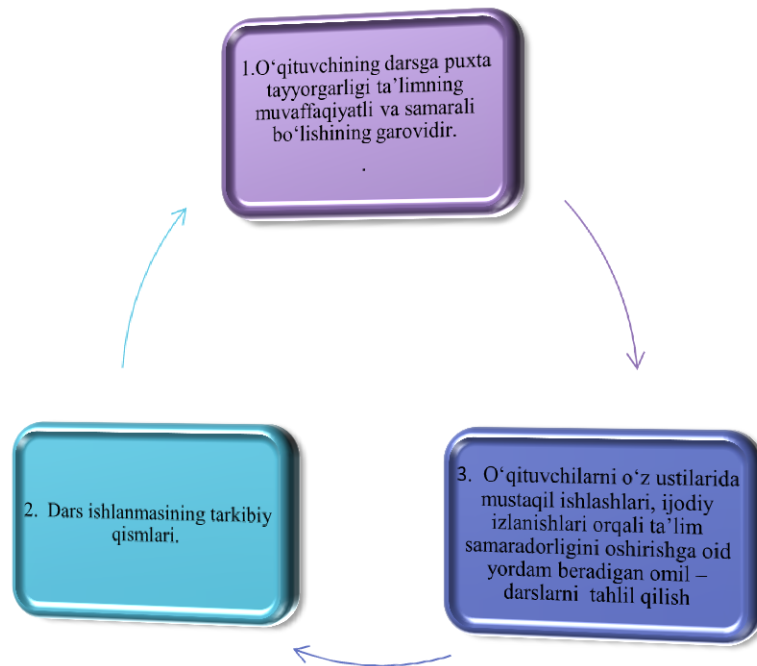 1.O‘qituvchining darsga puxta
tayyorgarligi ta’limning
muvaffaqiyatli va samarali
bo‘lishining garovidir.
.
2. Dars ishlanmasining tarkibiy
qismlari.
3. O‘qituvchilarni o‘z ustilarida
mustaqil ishlashlari, ijodiy
izlanishlari orqali ta’lim
samaradorligini oshirishga oid
yordam beradigan omil –
darslarni tahlil qilish